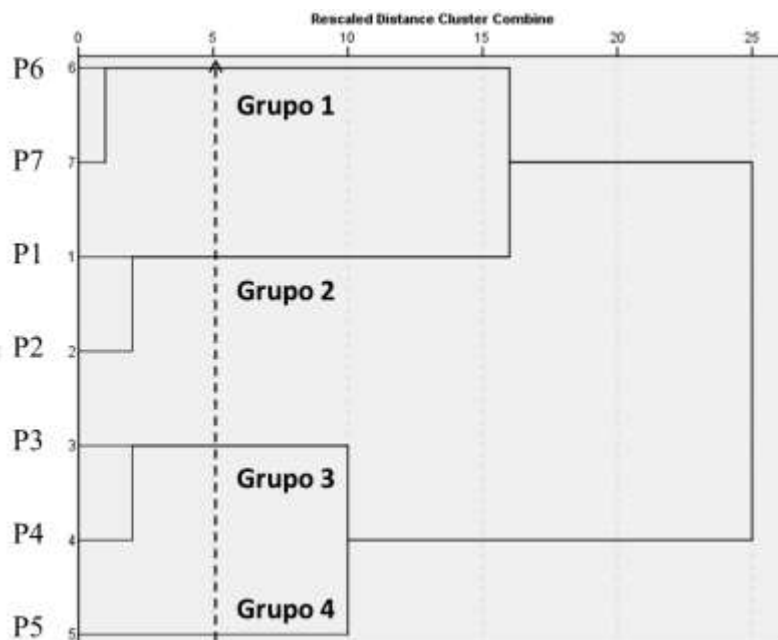 Rescaled Distance Cluster Combine
0 5 10 15 20 25
P6 6
Grupo 1
P7 7
P1 1
Grupo 2
P2 2
P3 3
Grupo 3
P4 4
Grupo 4
P5 5